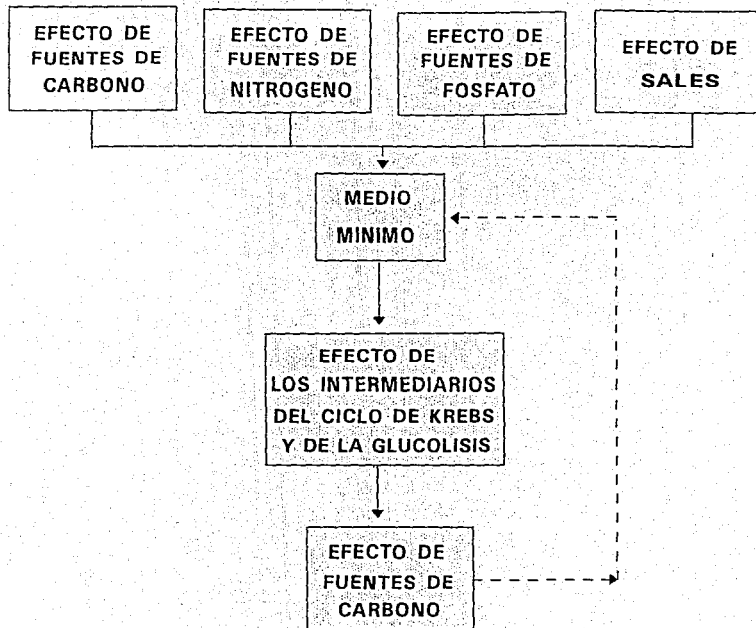 EFECTO DE
FUENTES DE
CARBONO
EFECTO DE
FUENTES DE
NITROGENO
EFECTO DE
FUENTES DE
FOSFATO
EFECTO DE
SALES
MEDIO
MINIMO
EFECTO DE
LOS INTERMEDIARIOS
DEL CICLO DE KREBS
Y DE LA GLUCOLISIS
EFECTO DE
FUENTES DE
CARBONO